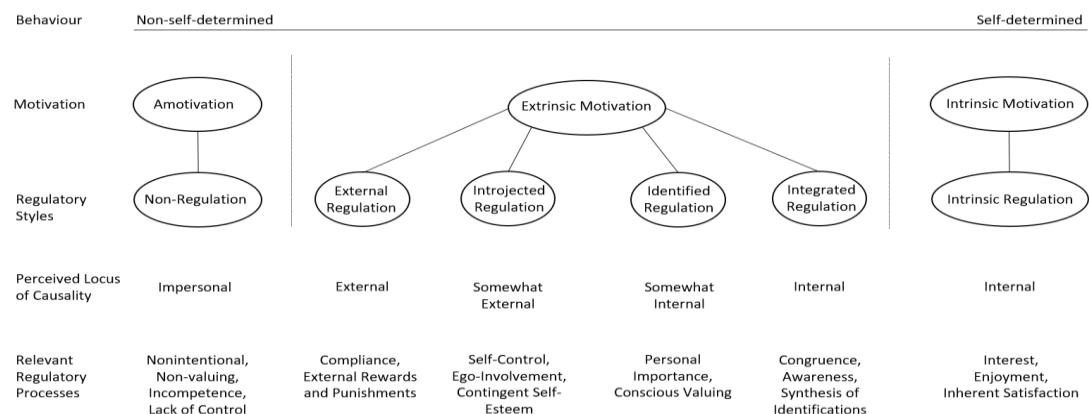 Behaviour
Non-self-determined
Self-determined
Motivation
Amotivation
Extrinsic Motivation
Intrinsic Motivation
Regulatory
Styles
Non-Regulation
External
Regulation
Introjected
Regulation
Identified
Regulation
Integrated
Regulation
Intrinsic Regulation
Perceived Locus
of Causality
Impersonal
External
Somewhat
External
Somewhat
Internal
Internal
Internal
Relevant
Regulatory
Processes
Nonintentional,
Non-valuing,
Incompetence,
Lack of Control
Compliance,
External Rewards
and Punishments
Self-Control,
Ego-Involvement,
Contingent Self-
Esteem
Personal
Importance,
Conscious Valuing
Congruence,
Awareness,
Synthesis of
Identifications
Interest,
Enjoyment,
Inherent Satisfaction